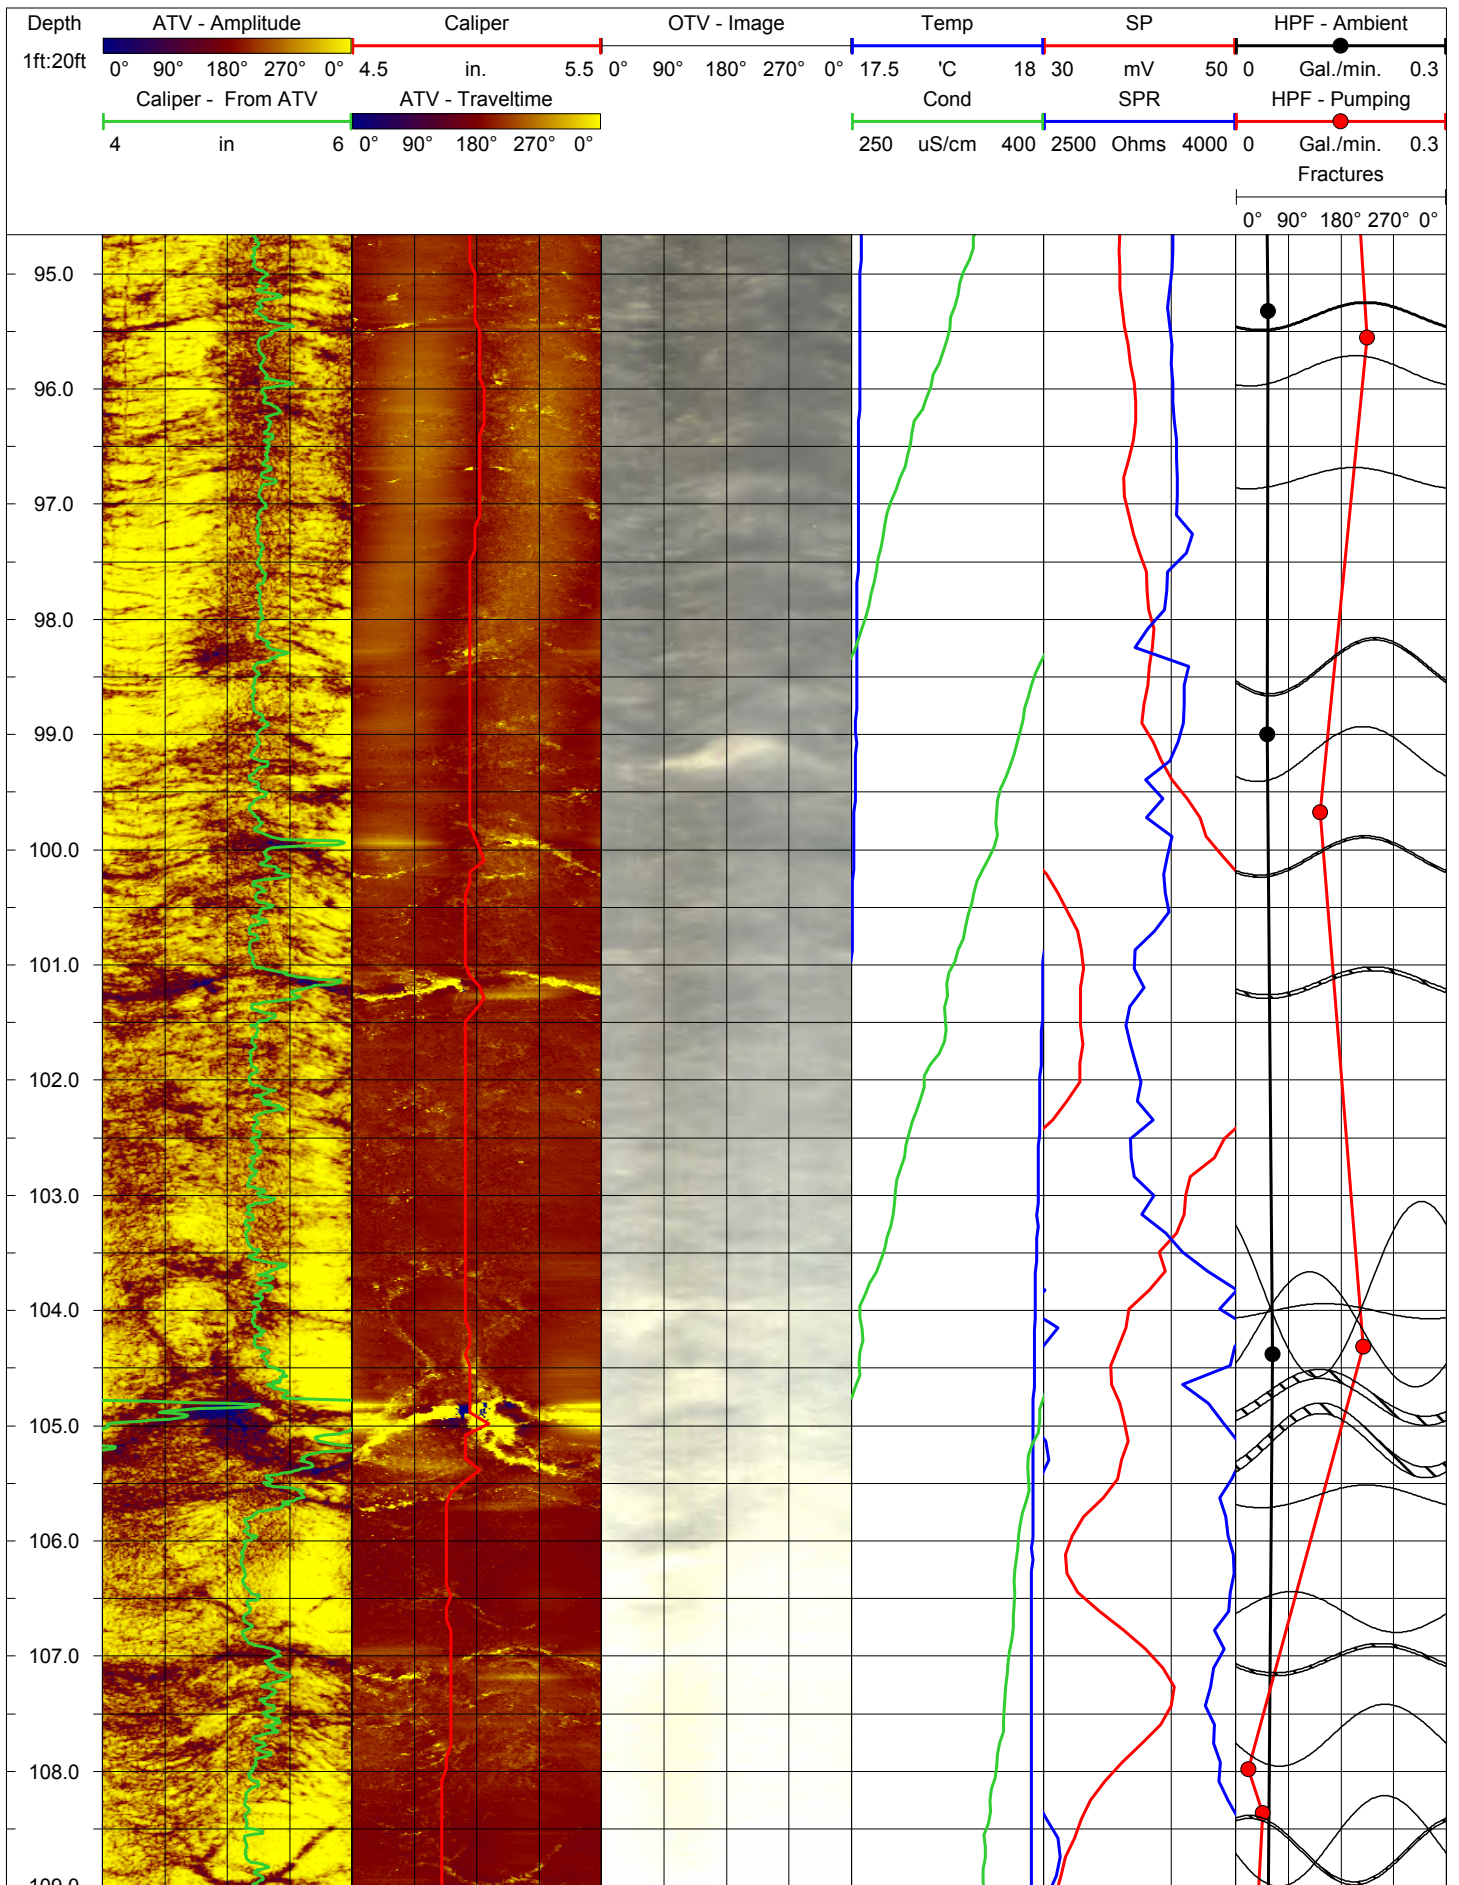 Depth ATV - Amplitude Caliper OTV - Image Temp SP HPF - Ambient
1ft:20ft 0° 90° 180° 270° 0° 4.5 in. 5.5 0° 90° 180° 270° 0° 17.5 'C 18 30 mV 50 0 Gal./min. 0.3
Caliper - From ATV ATV - Traveltime Cond SPR HPF - Pumping
4 in 6 0° 90° 180° 270° 0° 250 uS/cm 400 2500 Ohms 4000 0 Gal./min. 0.3
Fractures
0° 90° 180° 270° 0°
95.0
96.0
97.0
98.0
99.0
100.0
101.0
102.0
103.0
104.0
105.0
106.0
107.0
108.0
109.0